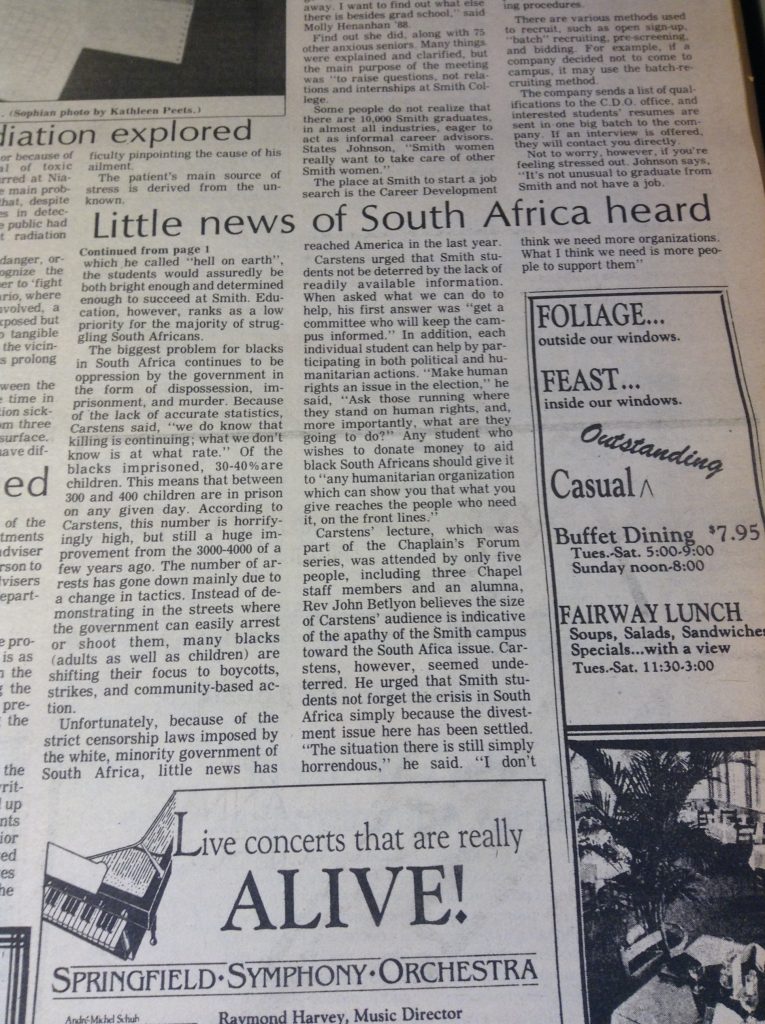 . (Sophian photo by Kathleen Peets.)
diation explored
or because of
al of toxic
rred at Nia-
e main prob-
that, despite
es in detec-
e public had
t radiation
danger, or-
ognize the
er to 'fight
rio, where
nvolved, a
xposed but
o tangible
the vicin-
s prolong
ween the
e time in
tion sick-
om three
surface.
have dif-
ficulty pinpointing the cause of his
ailment.
The patient's main source of
stress is derived from the un-
known.
away. I want to find out what else
there is besides grad school," said
Molly Henanhan '88.
Find out she did, along with 75
other anxious seniors. Many things
were explained and clarified, but
the main purpose of the meeting
was "to raise questions, not rela-
tions and internships at Smith Col-
lege.
Some people do not realize that
there are 10,000 Smith graduates,
in almost all industries, eager to
act as informal career advisors.
States Johnson, "Smith women
really want to take care of other
Smith women."
The place at Smith to start a job
search is the Career Development
ing procedures.
There are various methods used
to recruit, such as open sign-up,
"batch" recruiting, pre-screening,
and bidding. For example, if a
company decided not to come to
campus, it may use the batch-re-
cruiting method.
The company sends a list of qual-
ifications to the C.D.O. office, and
interested students' resumes are
sent in one big batch to the com-
pany. If an interview is offered,
they will contact you directly.
Not to worry, however, if you're
feeling stressed out. Johnson says,
"It's not unusual to graduate from
Smith and not have a job.
Little news of South Africa heard
Continued from page 1
which he called "hell on earth",
the students would assuredly be
both bright enough and determined
enough to succeed at Smith. Edu-
cation, however, ranks as a low
priority for the majority of strug-
gling South Africans.
The biggest problem for blacks
in South Africa continues to be
oppression by the government in
the form of dispossession, im-
prisonment, and murder. Because
of the lack of accurate statistics,
Carstens said, "we do know that
killing is continuing; what we don't
know is at what rate." Of the
blacks imprisoned, 30-40%are
children. This means that between
300 and 400 children are in prison
on any given day. According to
Carstens, this number is horrify-
ingly high, but still a huge im-
provement from the 3000-4000 of a
few years ago. The number of ar-
rests has gone down mainly due to
a change in tactics. Instead of de-
monstrating in the streets where
the government can easily arrest
or shoot them, many blacks
(adults as well as children) are
shifting their focus to boycotts,
strikes, and community-based ac-
tion.
Unfortunately, because of the
strict censorship laws imposed by
the white, minority government of
South Africa, little news has
reached America in the last year.
Carstens urged that Smith stu-
dents not be deterred by the lack of
readily available information.
When asked what we can do to
help, his first answer was "get a
committee who will keep the cam-
pus informed." In addition, each
individual student can help by par-
ticipating in both political and hu-
manitarian actions. "Make human
rights an issue in the election," he
said, "Ask those running where
they stand on human rights, and,
more importantly, what are they
going to do?" Any student who
wishes to donate money to aid
black South Africans should give it
to "any humanitarian organization
which can show you that what you
give reaches the people who need
it, on the front lines."
Carstens' lecture, which was
part of the Chaplain's Forum
series, was attended by only five
people, including three Chapel
staff members and an alumna,
Rev John Betlyon believes the size
of Carstens' audience is indicative
of the apathy of the Smith campus
toward the South Afica issue. Car-
stens, however, seemed unde-
terred. He urged that Smith stu-
dents not forget the crisis in South
Africa simply because the divest-
ment issue here has been settled.
"The situation there is still simply
horrendous," he said. "I don't
think we need more organizations.
What I think we need is more peo-
ple to support them"
ed
of the
tments
adviser
rson to
visers
epart-
e pro-
is as
n the
g the
pre-
the
the
writ-
up
nts
ior
ed
es
he
FOLIAGE...
outside our windows.
FEAST...
inside our windows.
Outstanding
Casual ^
Buffet Dining $7.95
Tues.-Sat. 5:00-9:00
Sunday noon-8:00
FAIRWAY LUNCH
Soups, Salads, Sandwiches
Specials...with a view
Tues.-Sat. 11:30-3:00
Live concerts that are really
ALIVE!
SPRINGFIELD·SYMPHONY·ORCHESTRA
André-Michel Schub
Raymond Harvey, Music Director